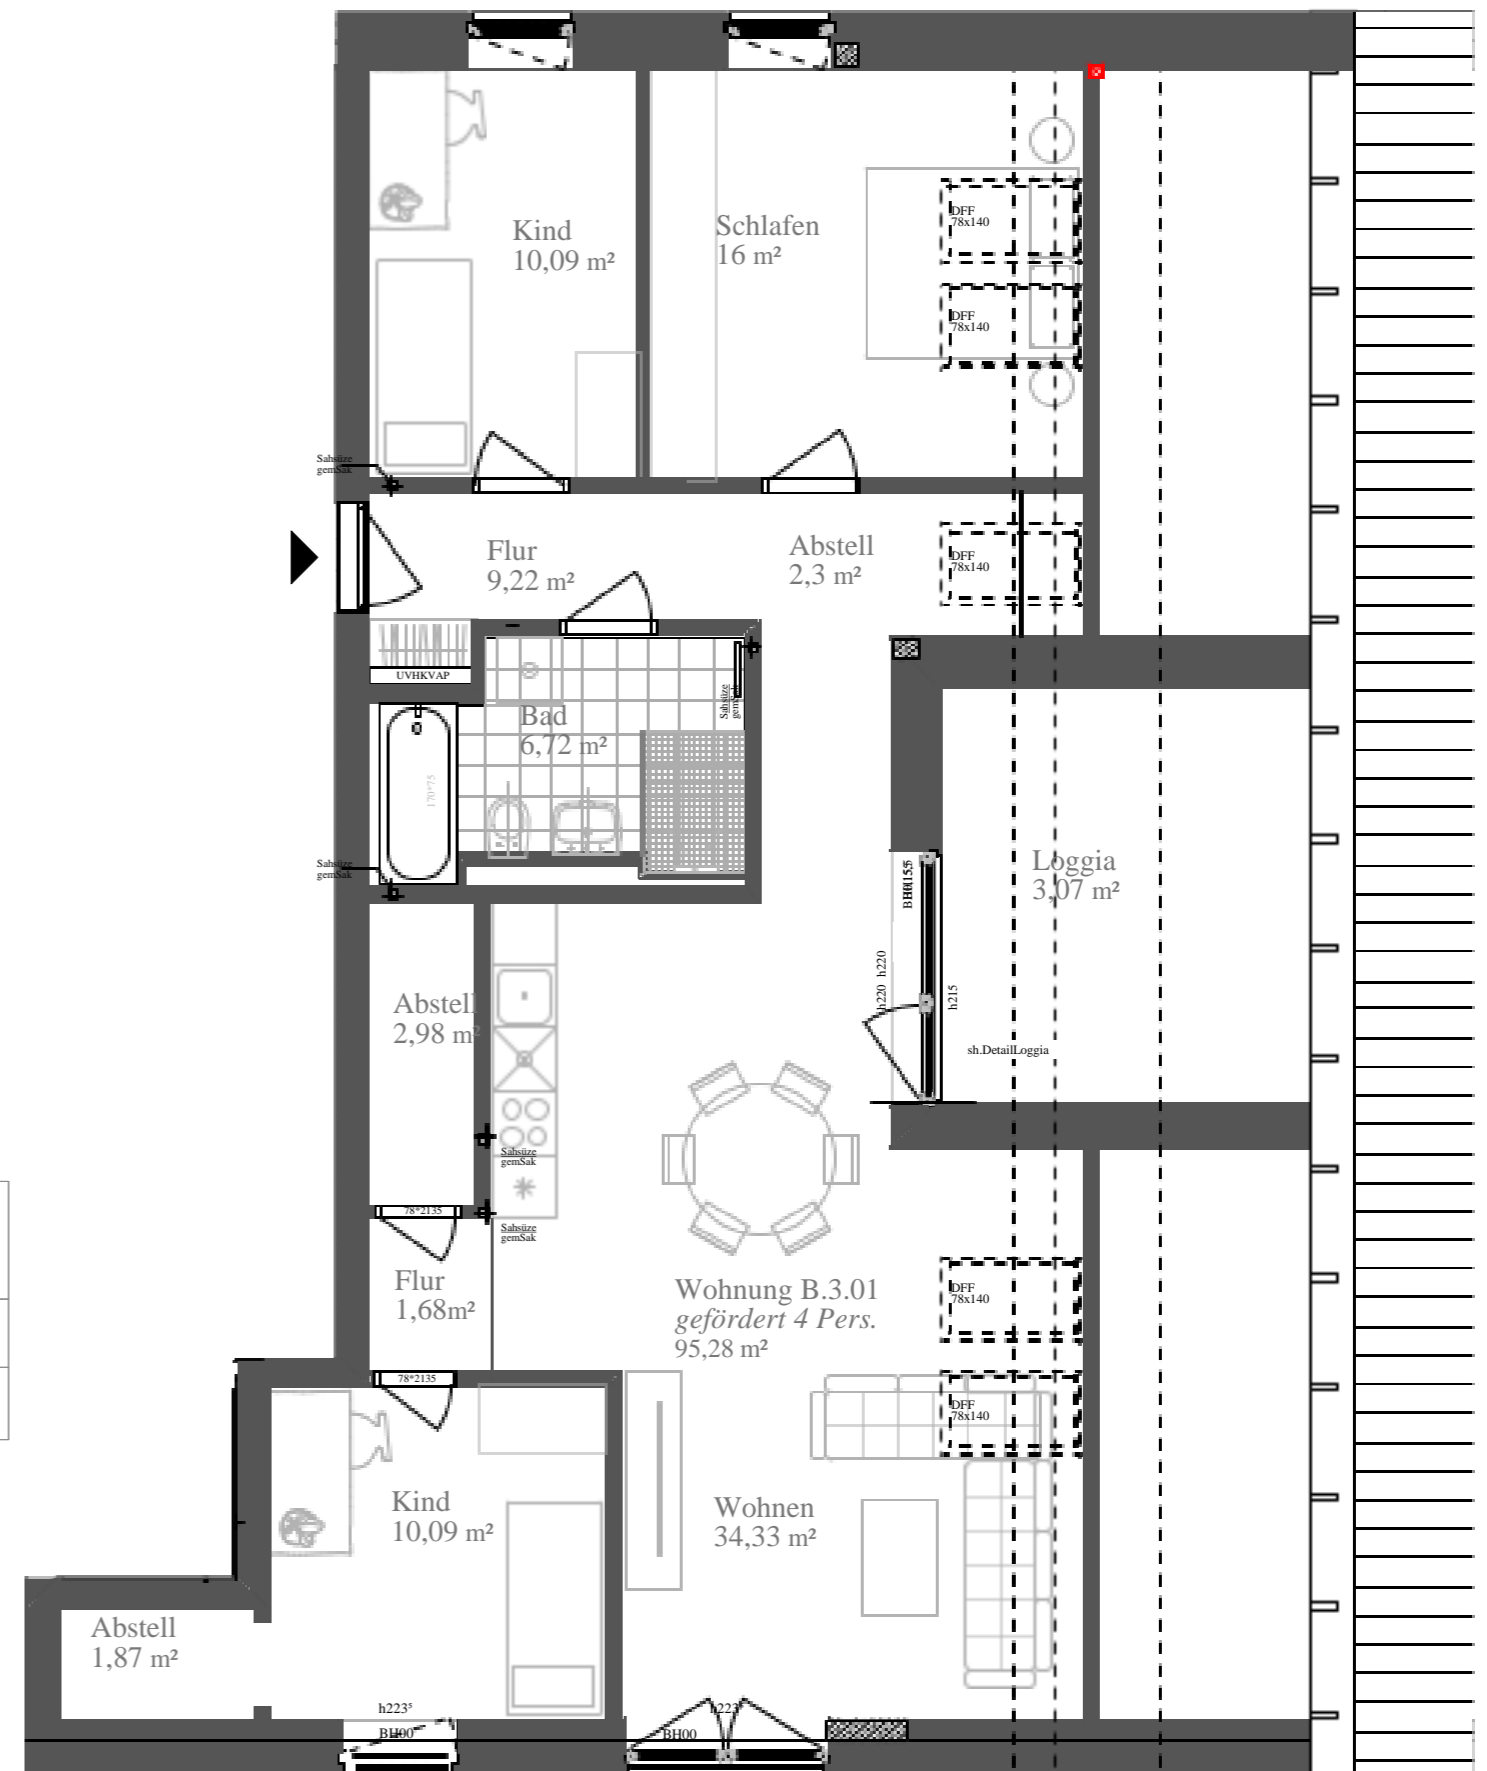 Kind
10,09 m²
Schlafen
16 m²
DFF
78x140
DFF
78x140
Sahsüze
gemSak
Flur
9,22 m²
Abstell
2,3 m²
DFF
78x140
UVHKVAP
Sahsüze
gemSak
Bad
6,72 m²
170*75
Sahsüze
gemSak
Loggia
3,07 m²
h220 h220
h215
sh.DetailLoggia
Abstell
2,98 m²
Sahsüze
gemSak
78*2135
Sahsüze
gemSak
Flur
1,68m²
Wohnung B.3.01
gefördert 4 Pers.
95,28 m²
DFF
78x140
78*2135
DFF
78x140
Kind
10,09 m²
Wohnen
34,33 m²
Abstell
1,87 m²
h223⁵
BH00
h223
BH00